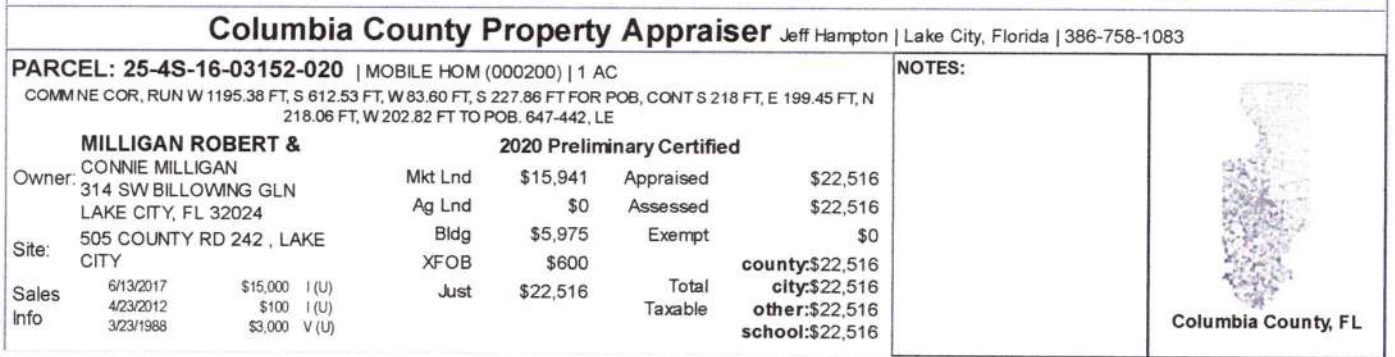 Columbia County Property Appraiser Jeff Hampton | Lake City, Florida | 386-758-1083
PARCEL: 25-4S-16-03152-020 | MOBILE HOM (000200) | 1 AC
COMM NE COR, RUN W 1195.38 FT, S 612.53 FT, W 83.60 FT, S 227.86 FT FOR POB, CONT S 218 FT, E 199.45 FT, N
218.06 FT, W 202.82 FT TO POB. 647-442, LE
MILLIGAN ROBERT &
Owner: CONNIE MILLIGAN
314 SW BILLOWING GLN
LAKE CITY, FL 32024
Site: 505 COUNTY RD 242 , LAKE
CITY
Sales Info
6/13/2017 $15,000 I (U)
4/23/2012 $100 I (U)
3/23/1988 $3,000 V (U)
2020 Preliminary Certified
Mkt Lnd $15,941 Appraised $22,516
Ag Lnd $0 Assessed $22,516
Bldg $5,975 Exempt $0
XFOB $600 county:$22,516
Just $22,516 Total city:$22,516
Taxable other:$22,516
school:$22,516
NOTES:
Columbia County, FL